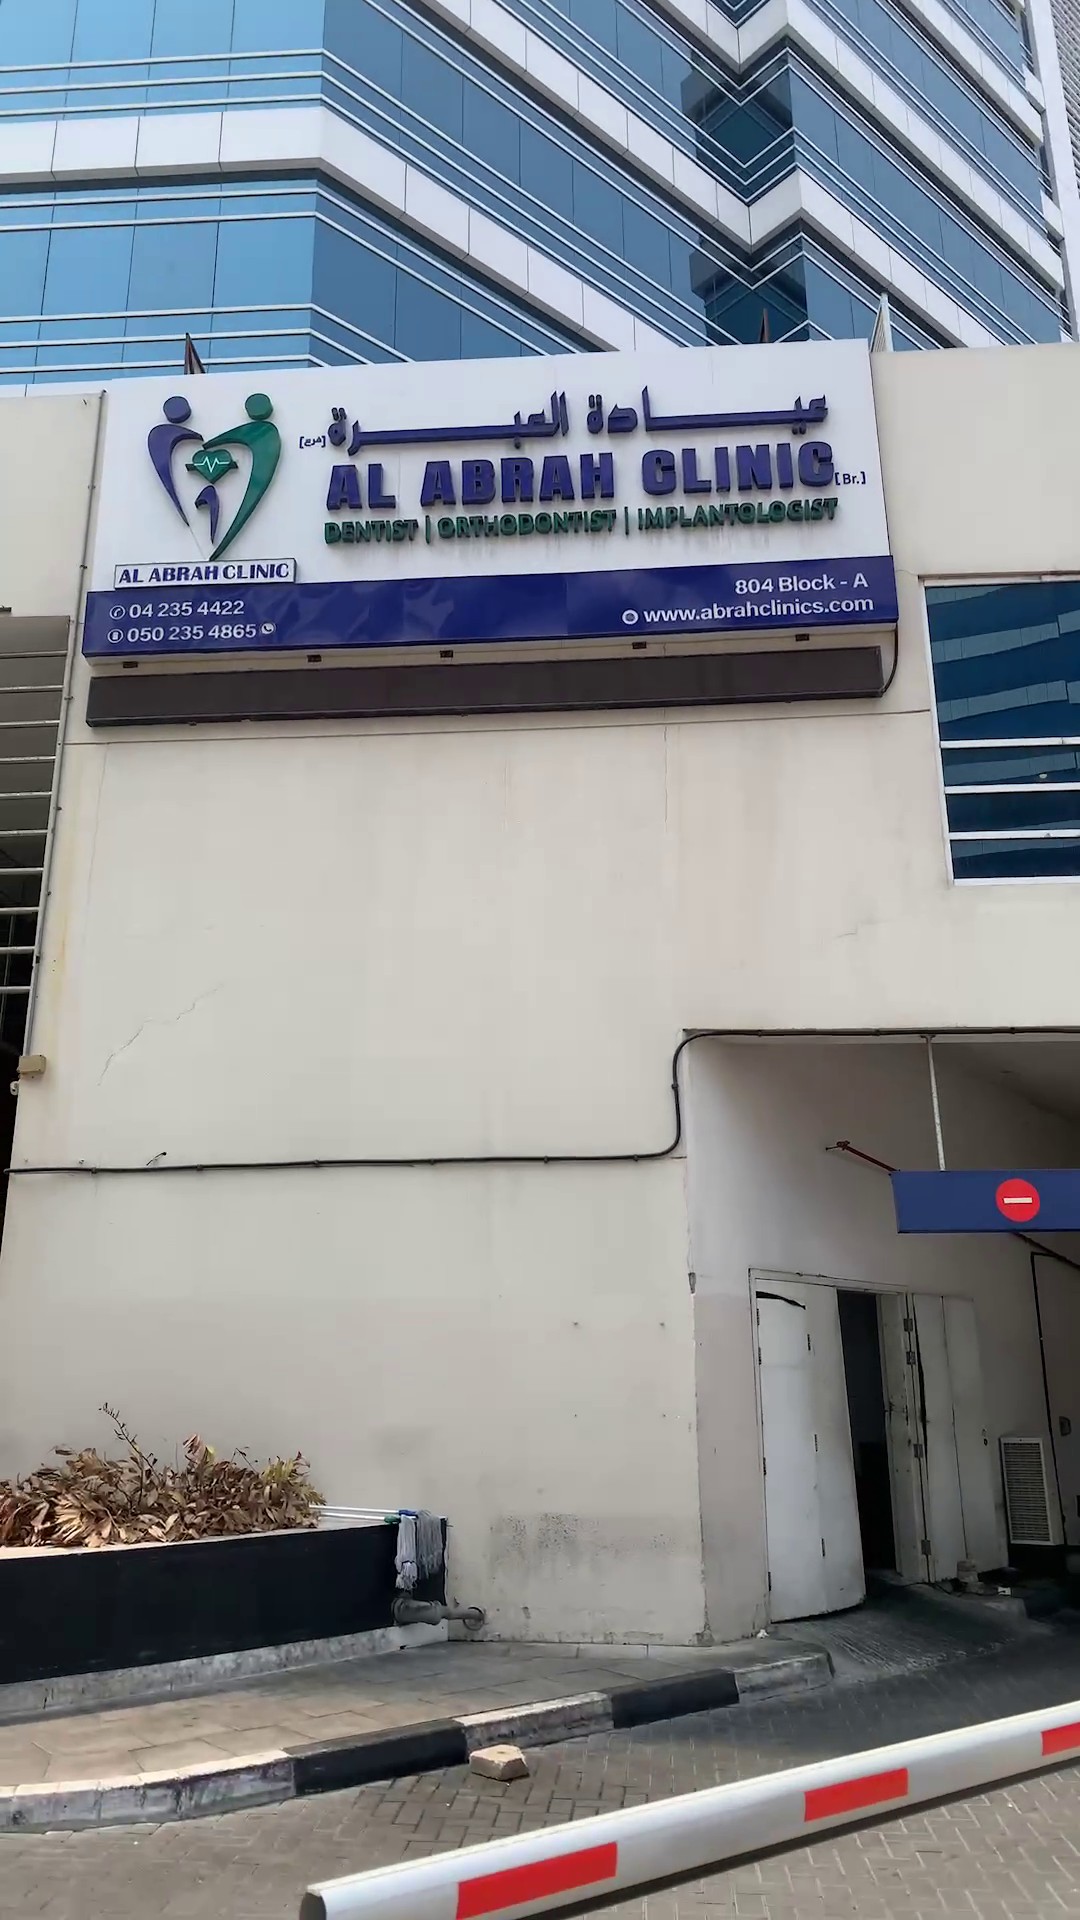 عيادة العبرة [فرع]
AL ABRAH CLINIC [Br.]
DENTIST | ORTHODONTIST | IMPLANTOLOGIST
AL ABRAH CLINIC
04 235 4422
050 235 4865
804 Block - A
www.abrahclinics.com